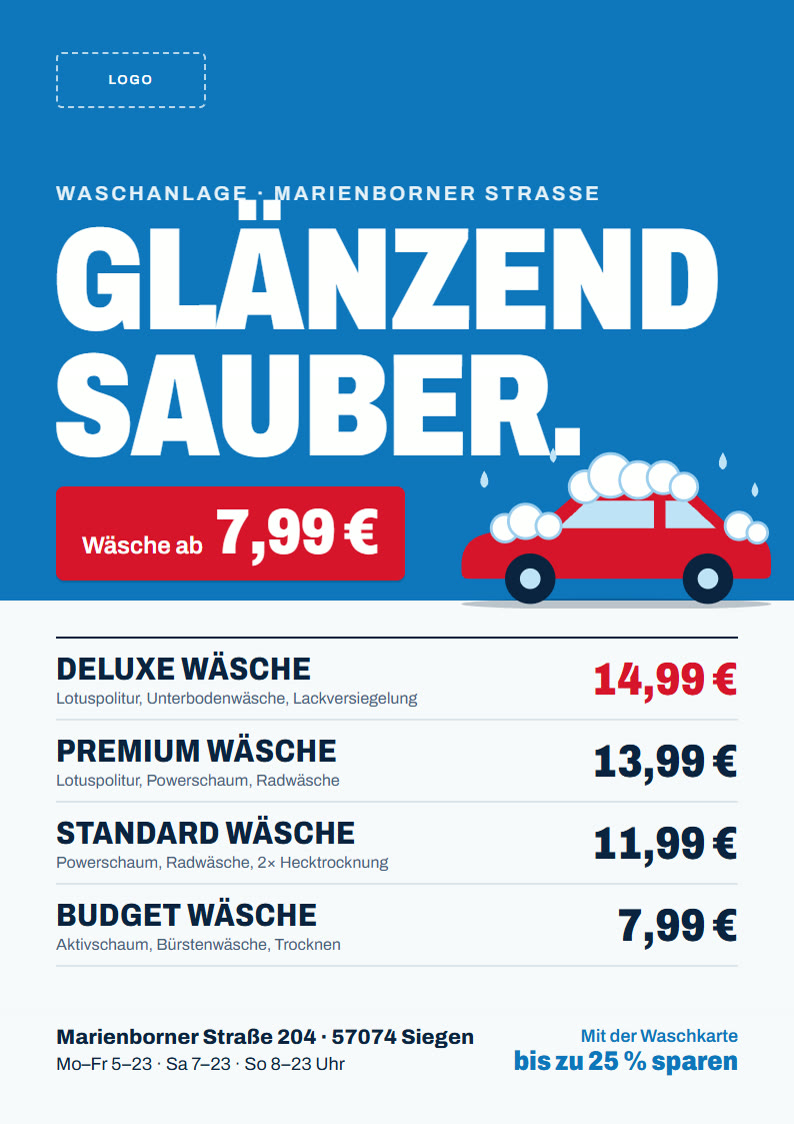 LOGO
WASCHANLAGE · MARIENBORNER STRASSE
GLÄNZEND
SAUBER.
Wäsche ab 7,99 €
DELUXE WÄSCHE 14,99 €
Lotuspolitur, Unterbodenwäsche, Lackversiegelung
PREMIUM WÄSCHE 13,99 €
Lotuspolitur, Powerschaum, Radwäsche
STANDARD WÄSCHE 11,99 €
Powerschaum, Radwäsche, 2× Hecktrocknung
BUDGET WÄSCHE 7,99 €
Aktivschaum, Bürstenwäsche, Trocknen
Marienborner Straße 204 · 57074 Siegen
Mo–Fr 5–23 · Sa 7–23 · So 8–23 Uhr
Mit der Waschkarte
bis zu 25 % sparen